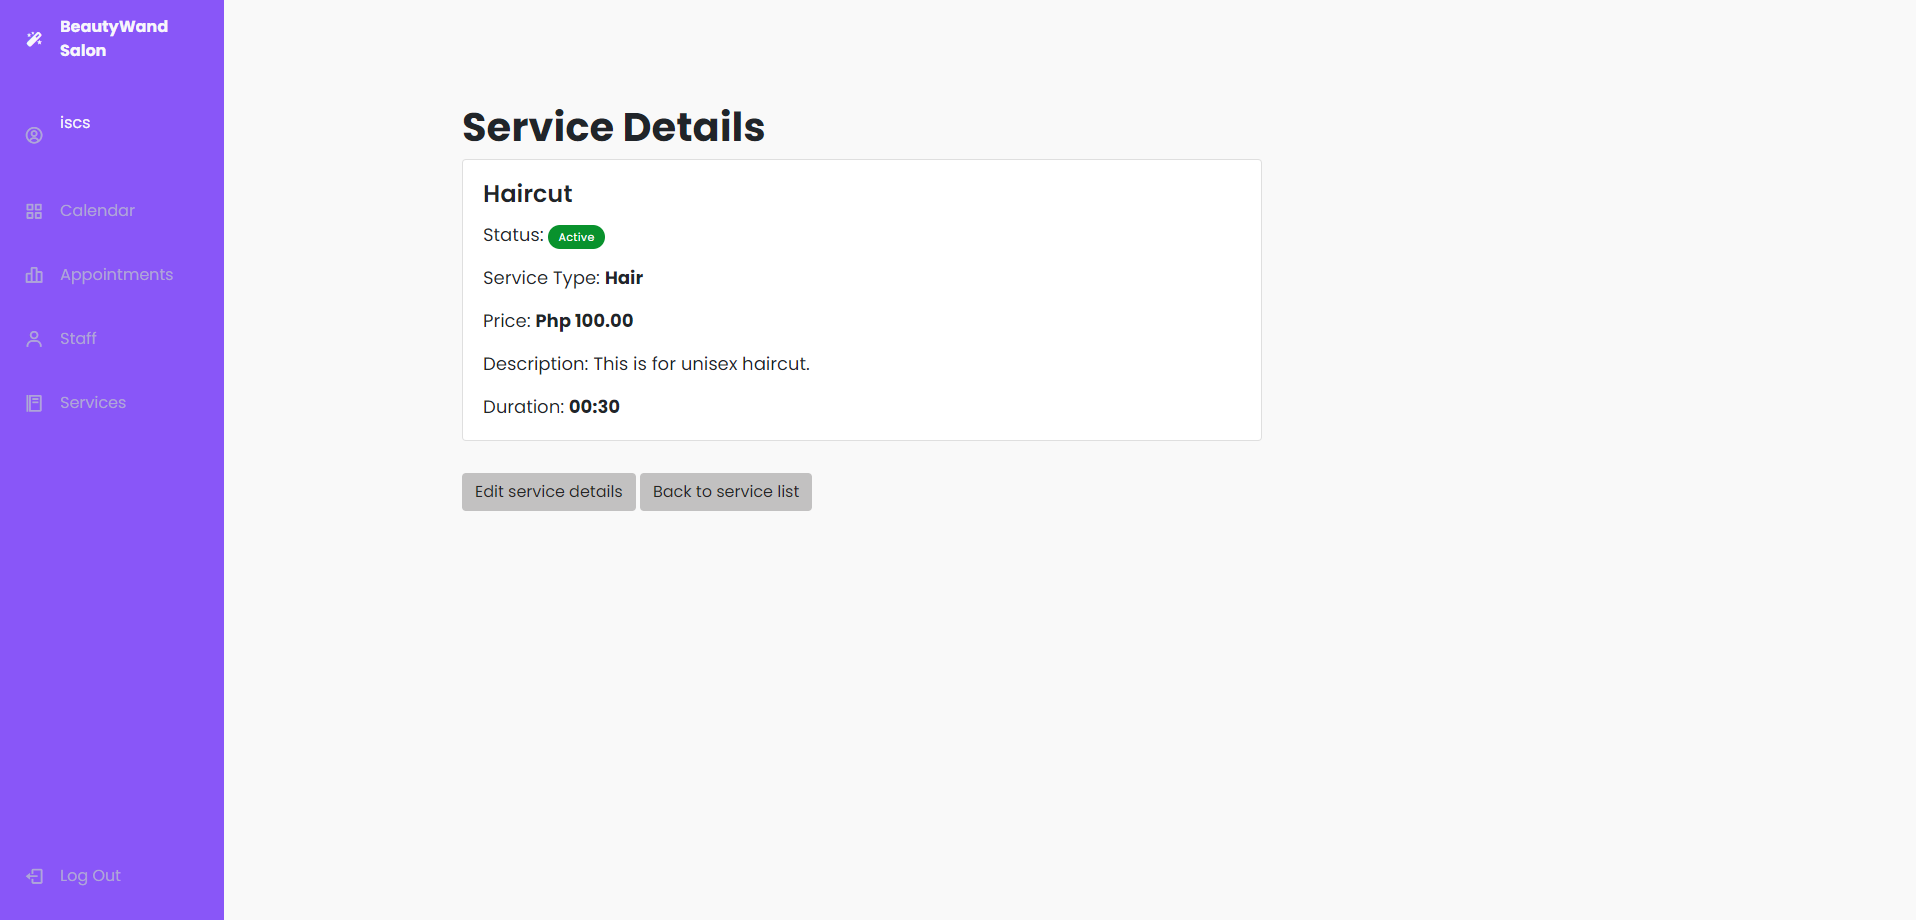 BeautyWand
Salon
iscs
Calendar
Appointments
Staff
Services
Log Out
Service Details
Haircut
Status: Active
Service Type: Hair
Price: Php 100.00
Description: This is for unisex haircut.
Duration: 00:30
Edit service details
Back to service list